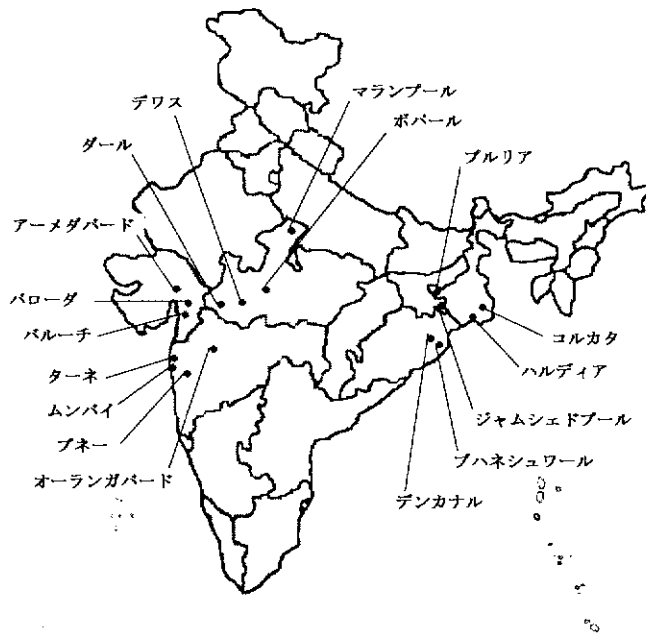 マランプール
デワス
ボパール
ダール
プルリア
アーメダバード
バローダ
バルーチ
コルカタ
ターネ
ハルディア
ムンバイ
ジャムシェドプール
プネー
ブハネシュワール
オーランガバード
デンカナル